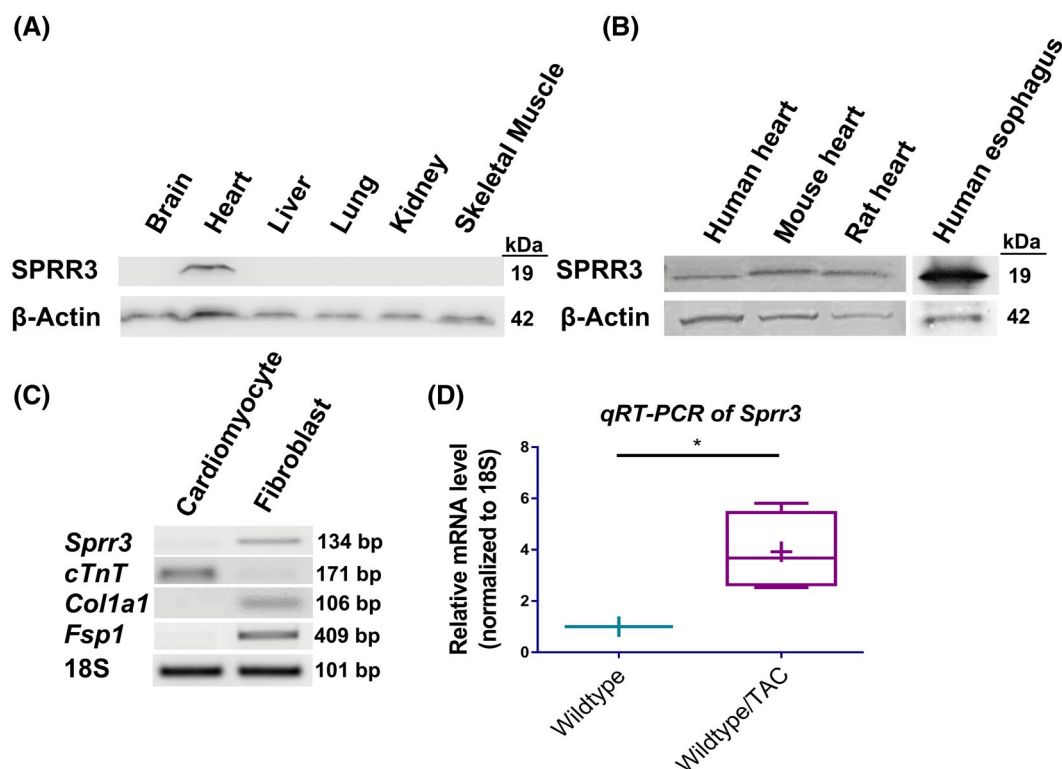 (A)
Brain Heart Liver Lung Kidney Skeletal Muscle
kDa
SPRR3 19
β-Actin 42
(B)
Human heart Mouse heart Rat heart Human esophagus
kDa
SPRR3 19
β-Actin 42
(C)
Cardiomyocyte Fibroblast
Sprr3 134 bp
cTnT 171 bp
Col1a1 106 bp
Fsp1 409 bp
18S 101 bp
(D)
qRT-PCR of Sprr3
*
Relative mRNA level
(normalized to 18S)
8
6
4
2
0
Wildtype Wildtype/TAC